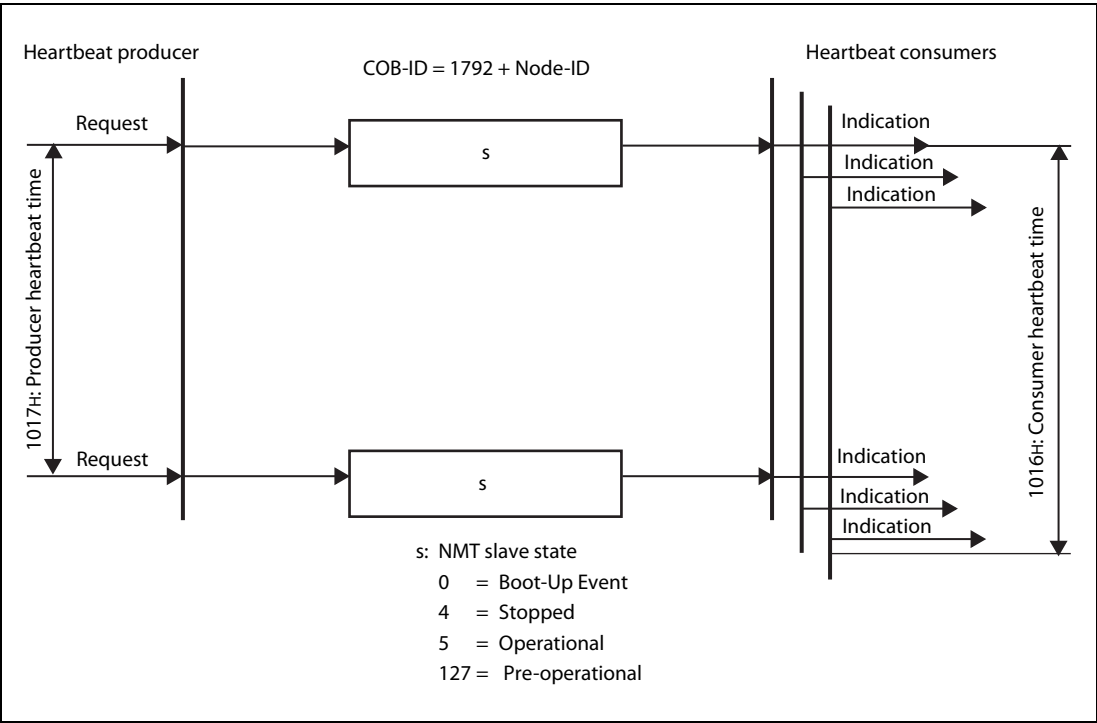 Heartbeat producer
COB-ID = 1792 + Node-ID
Heartbeat consumers
Request
s
Indication
Indication
Indication
1017H: Producer heartbeat time
1016H: Consumer heartbeat time
Request
s
Indication
Indication
Indication
s: NMT slave state
0 = Boot-Up Event
4 = Stopped
5 = Operational
127 = Pre-operational